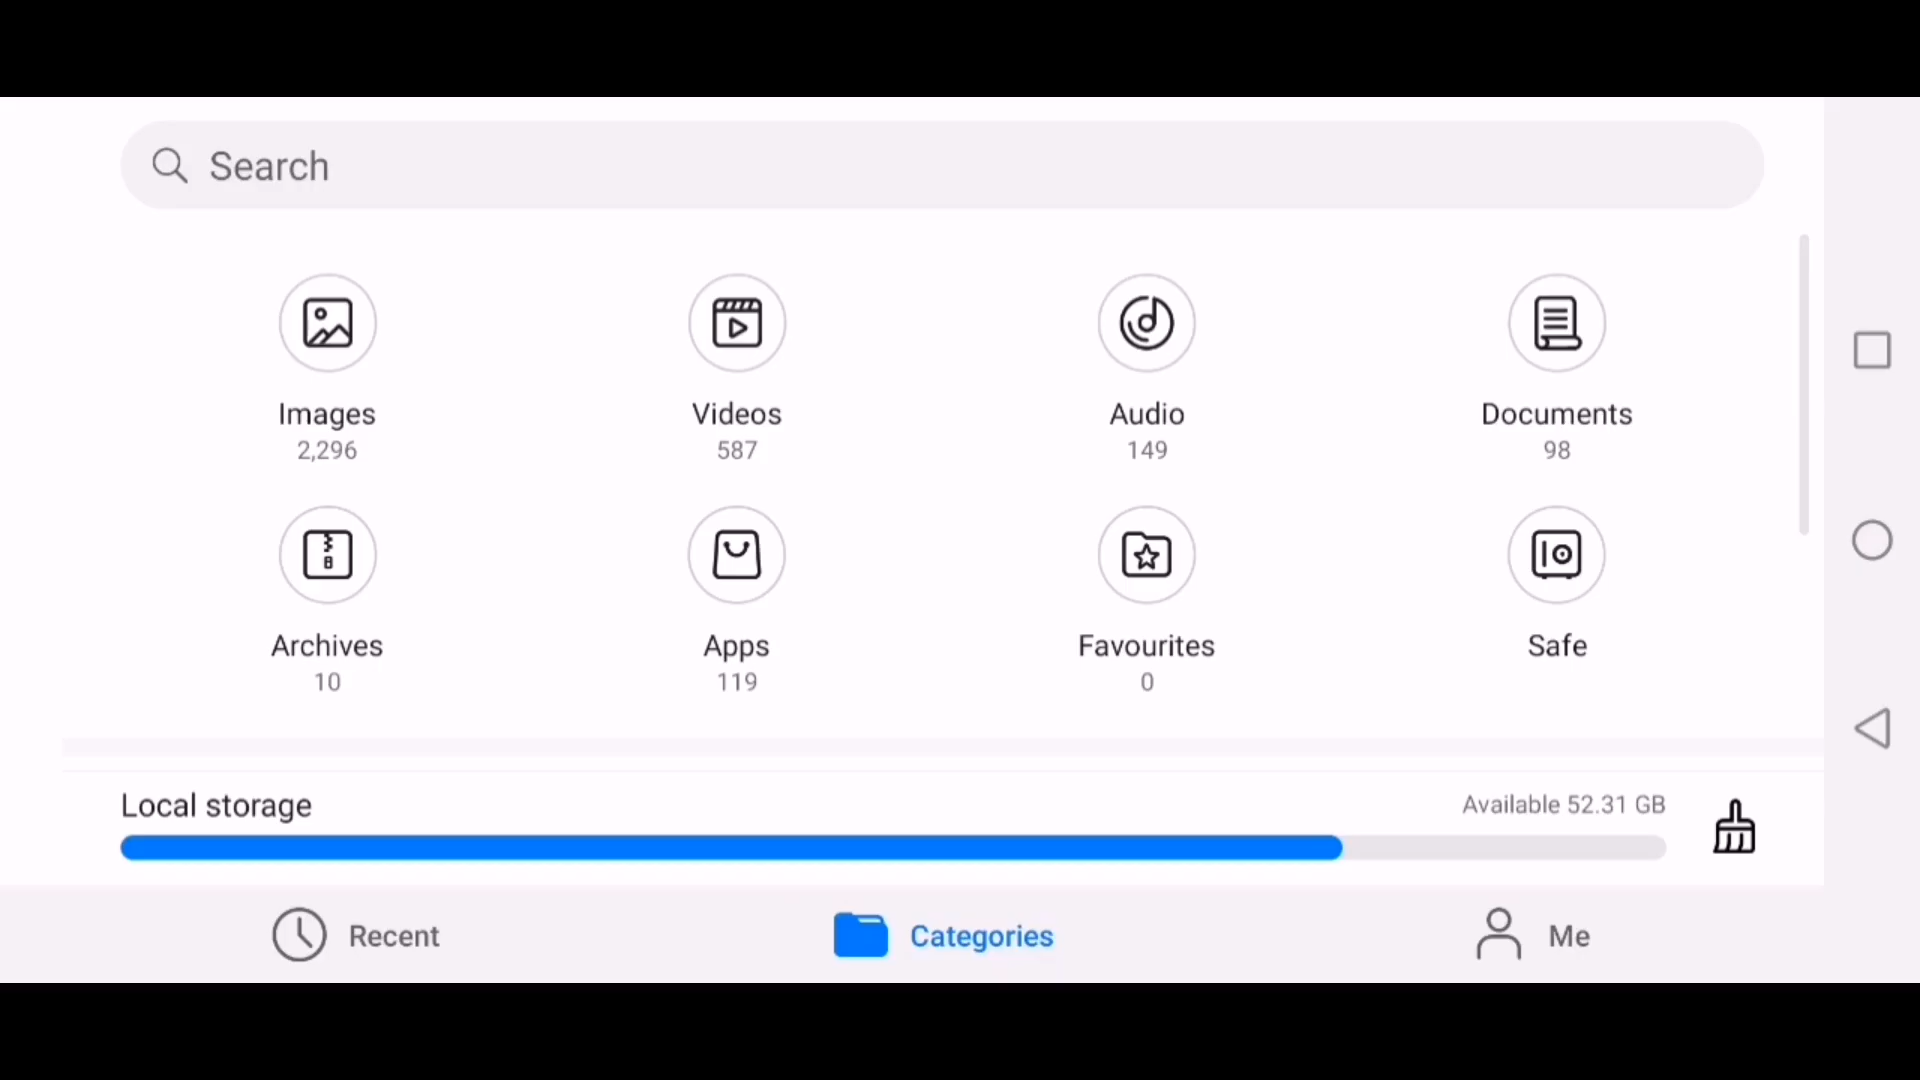 Search
Images
2,296
Videos
587
Audio
149
Documents
98
Archives
10
Apps
119
Favourites
0
Safe
Local storage
Available 52.31 GB
Recent
Categories
Me